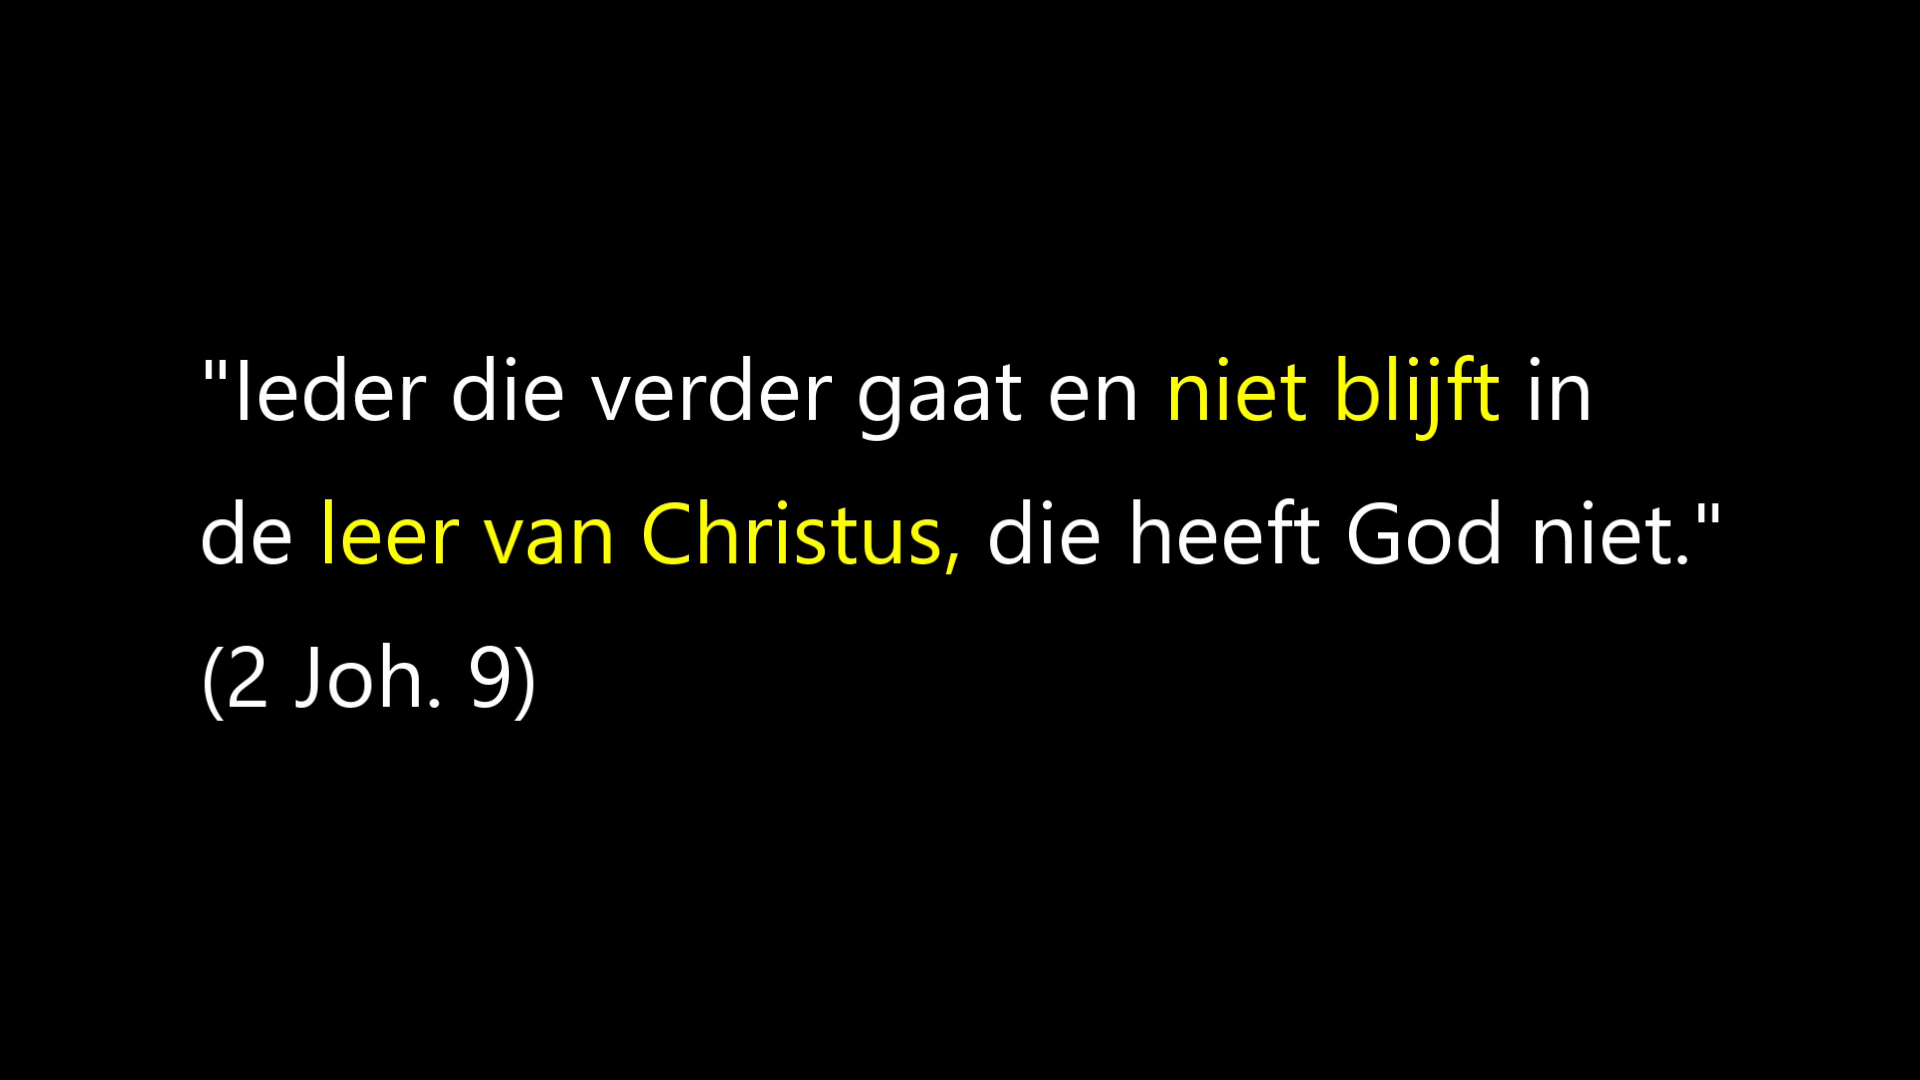 "Ieder die verder gaat en niet blijft in
de leer van Christus, die heeft God niet."
(2 Joh. 9)